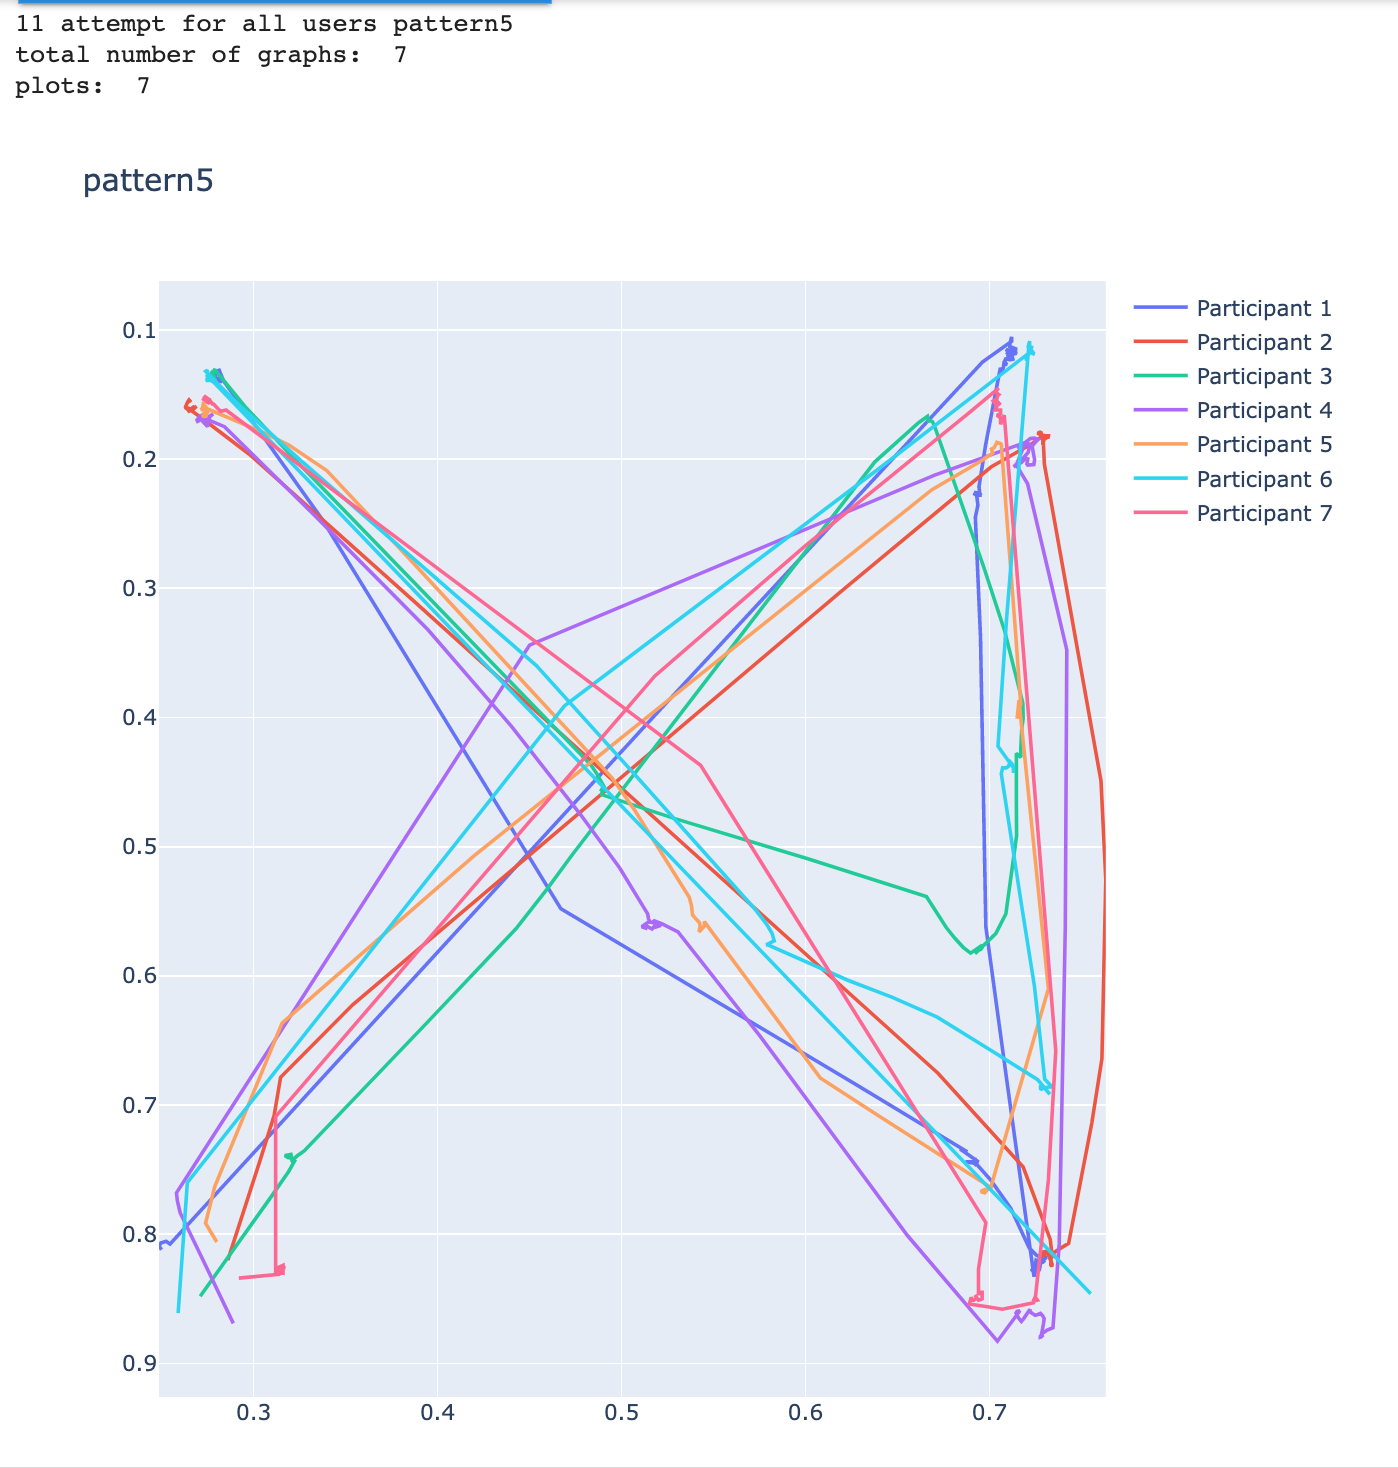 11 attempt for all users pattern5
total number of graphs:  7
plots:  7
pattern5
0.1
0.2
0.3
0.4
0.5
0.6
0.7
0.8
0.9
0.3
0.4
0.5
0.6
0.7
Participant 1
Participant 2
Participant 3
Participant 4
Participant 5
Participant 6
Participant 7